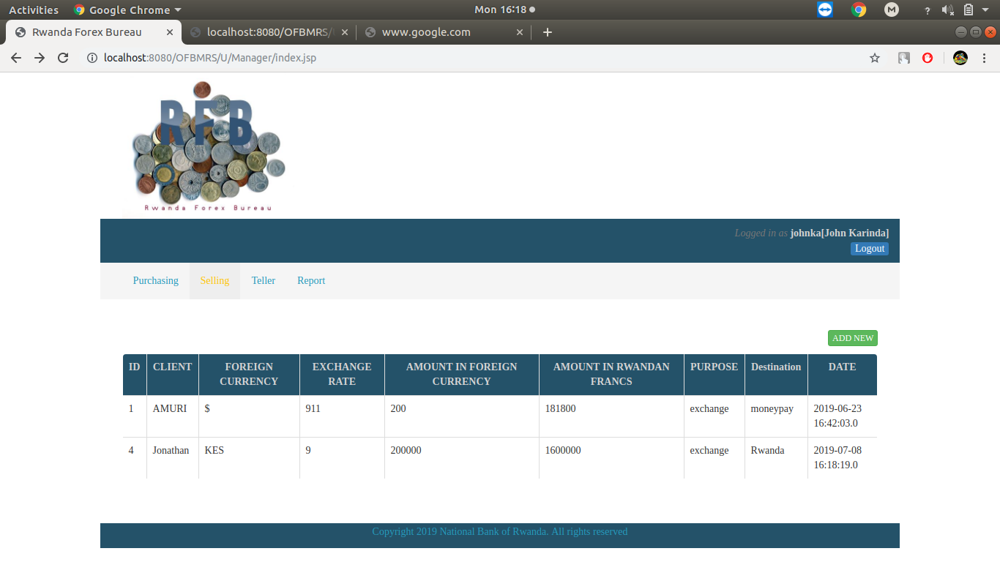 Activities Google Chrome Mon 16:18
Rwanda Forex Bureau localhost:8080/OFBMRS/ www.google.com
localhost:8080/OFBMRS/U/Manager/index.jsp
RFB
Rwanda Forex Bureau
Logged in as johnka[John Karinda]
Logout
Purchasing Selling Teller Report
ADD NEW
ID CLIENT FOREIGN CURRENCY EXCHANGE RATE AMOUNT IN FOREIGN CURRENCY AMOUNT IN RWANDAN FRANCS PURPOSE Destination DATE
1 AMURI $ 911 200 181800 exchange moneypay 2019-06-23 16:42:03.0
4 Jonathan KES 9 200000 1600000 exchange Rwanda 2019-07-08 16:18:19.0
Copyright 2019 National Bank of Rwanda. All rights reserved